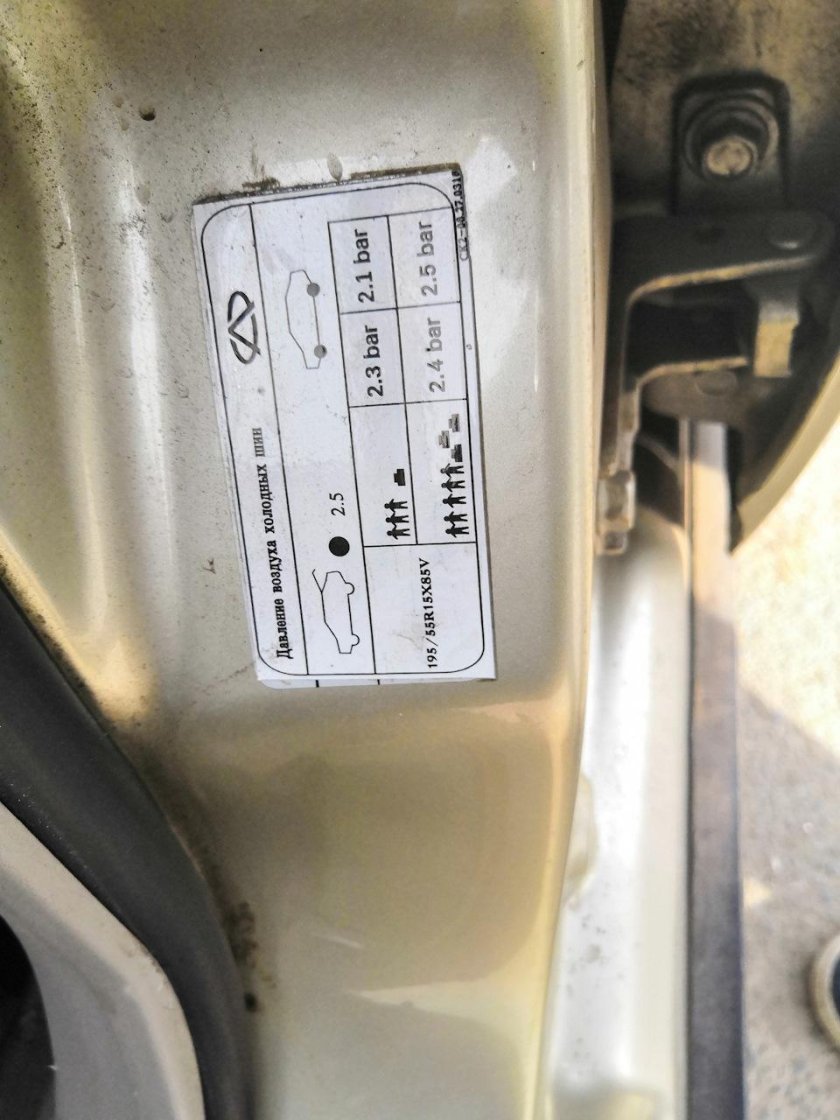 Давление воздуха холодных шин
2.5
2.3 bar 2.1 bar
195/55R15X85V 2.4 bar 2.5 bar